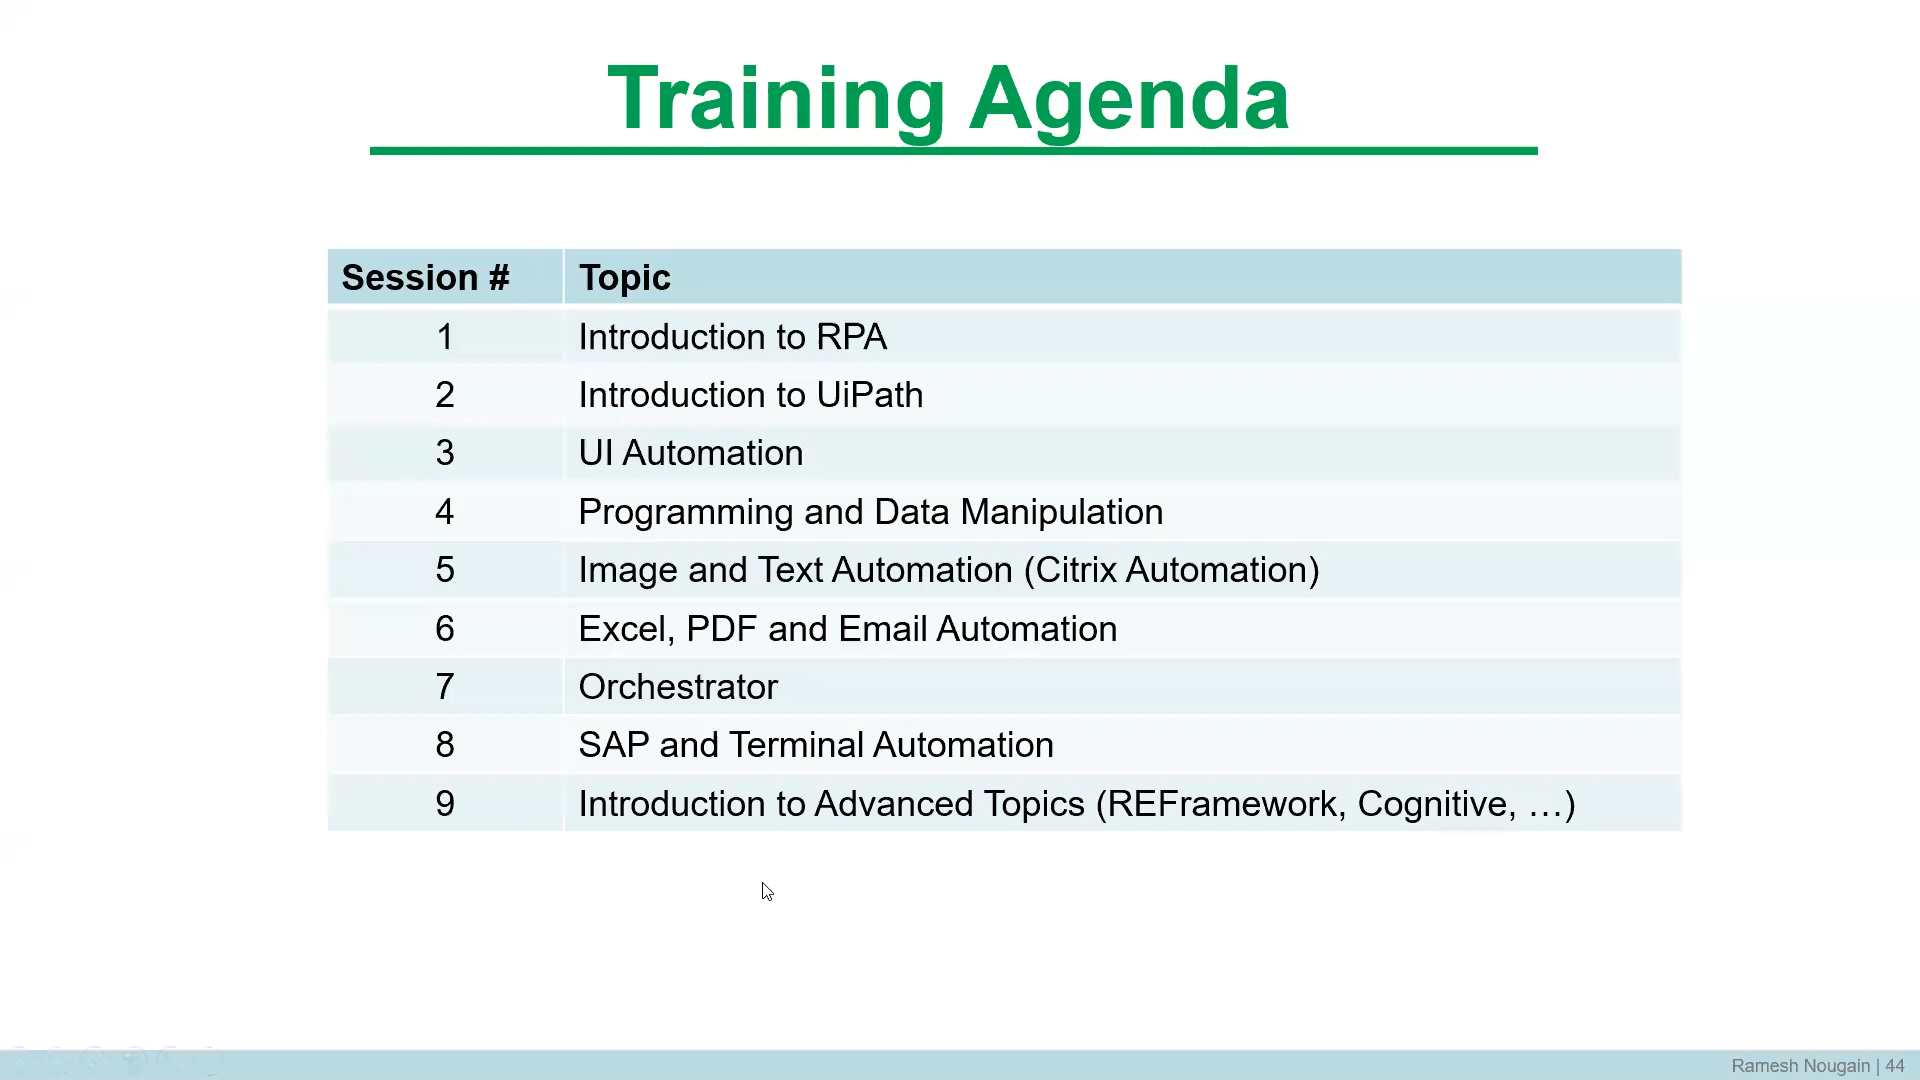 Training Agenda
Session # Topic
1 Introduction to RPA
2 Introduction to UiPath
3 UI Automation
4 Programming and Data Manipulation
5 Image and Text Automation (Citrix Automation)
6 Excel, PDF and Email Automation
7 Orchestrator
8 SAP and Terminal Automation
9 Introduction to Advanced Topics (REFramework, Cognitive, …)
Ramesh Nougain | 44